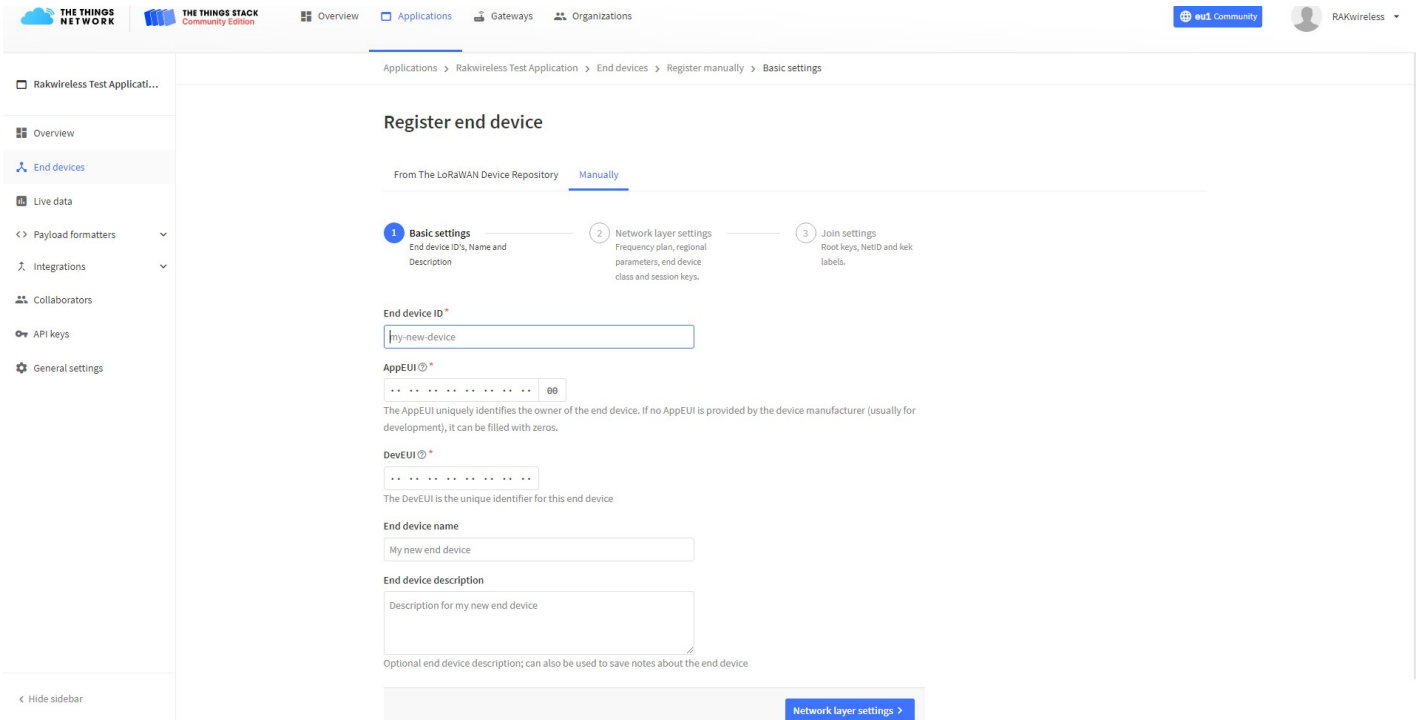 THE THINGS
NETWORK
THE THINGS STACK
Community Edition
Overview
Applications
Gateways
Organizations
eu1 Community
RAKwireless
Rakwireless Test Applicati...
Overview
End devices
Live data
<> Payload formatters
Integrations
Collaborators
API keys
General settings
< Hide sidebar
Applications > Rakwireless Test Application > End devices > Register manually > Basic settings
Register end device
From The LoRaWAN Device Repository
Manually
1 Basic settings
End device ID's, Name and
Description
2 Network layer settings
Frequency plan, regional
parameters, end device
class and session keys.
3 Join settings
Root keys, NetID and kek
labels.
End device ID *
my-new-device
AppEUI ? *
.. .. .. .. .. .. .. .. 00
The AppEUI uniquely identifies the owner of the end device. If no AppEUI is provided by the device manufacturer (usually for
development), it can be filled with zeros.
DevEUI ? *
.. .. .. .. .. .. .. ..
The DevEUI is the unique identifier for this end device
End device name
My new end device
End device description
Description for my new end device
Optional end device description; can also be used to save notes about the end device
Network layer settings >